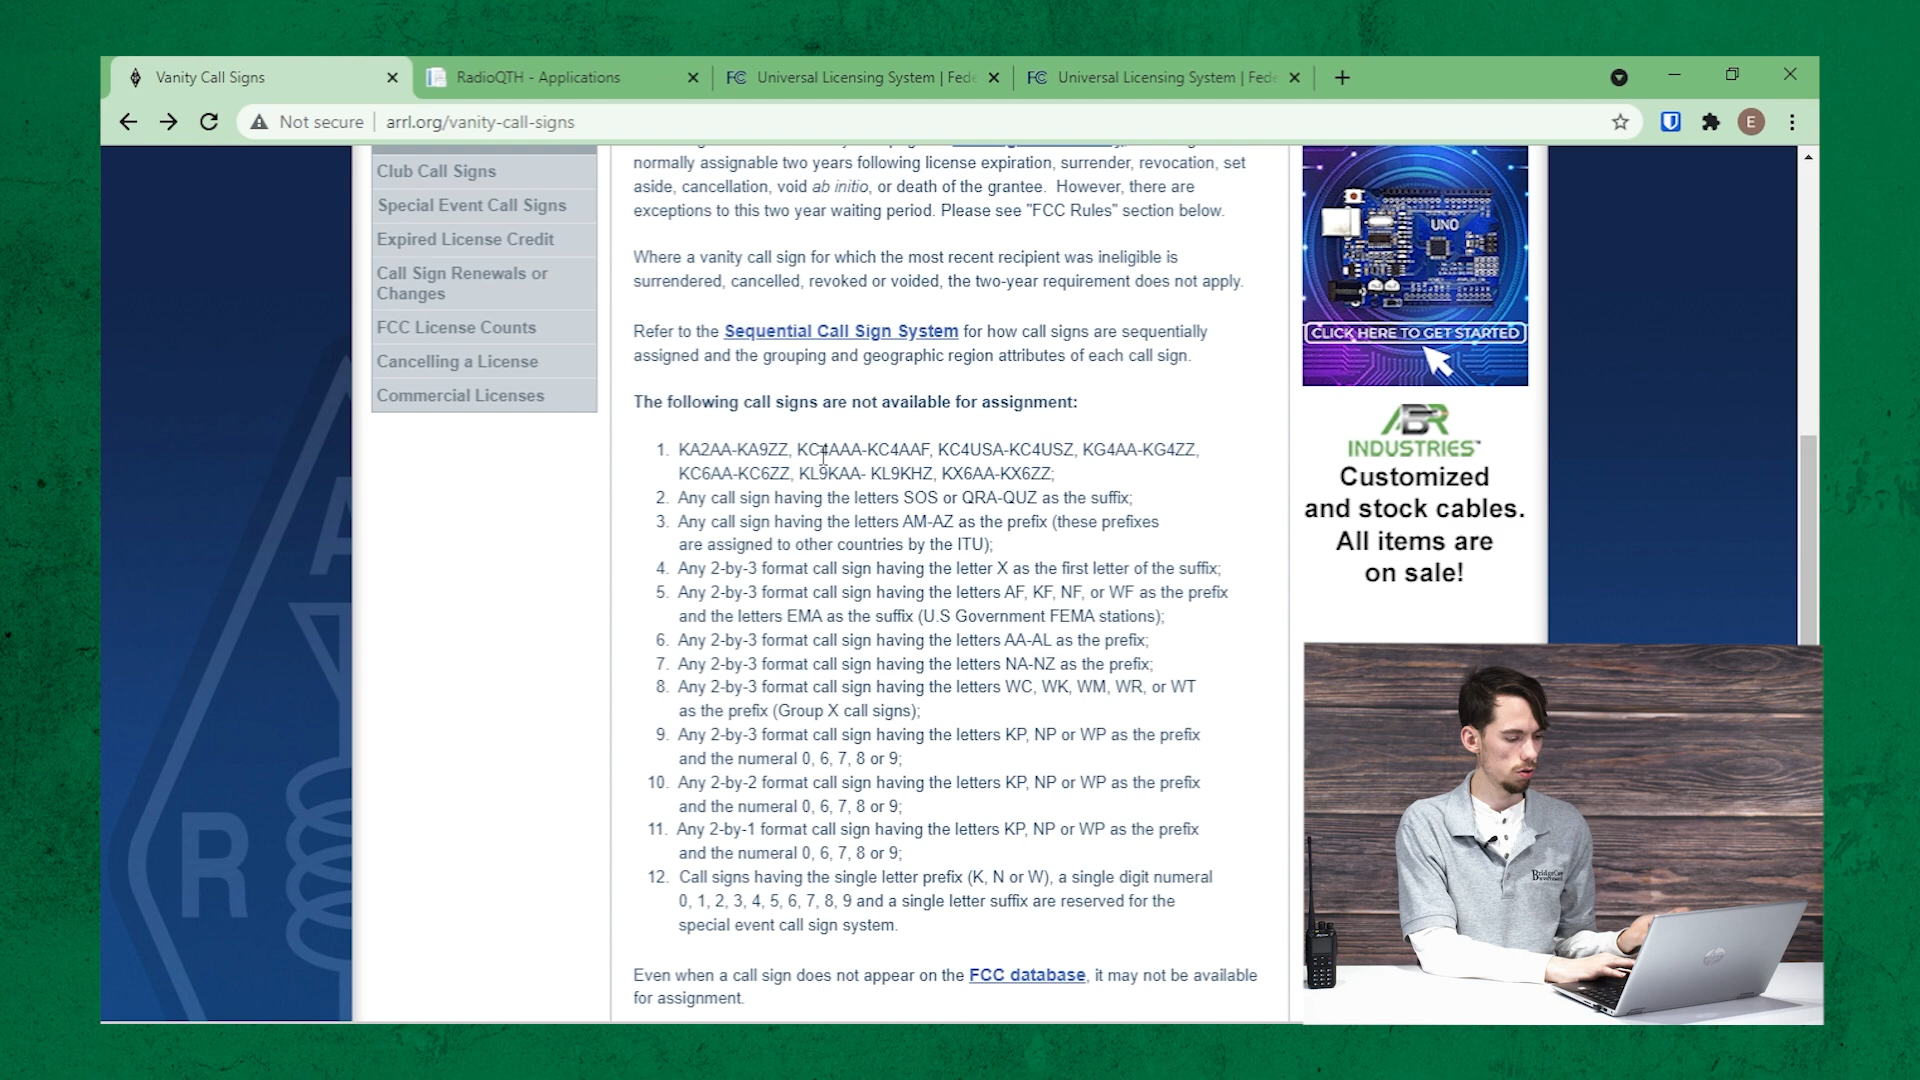 Vanity Call Signs
RadioQTH - Applications
Universal Licensing System | Fede
Universal Licensing System | Fede
Not secure
arrl.org/vanity-call-signs
E
Club Call Signs
Special Event Call Signs
Expired License Credit
Call Sign Renewals or
Changes
FCC License Counts
Cancelling a License
Commercial Licenses
normally assignable two years following license expiration, surrender, revocation, set
aside, cancellation, void ab initio, or death of the grantee. However, there are
exceptions to this two year waiting period. Please see "FCC Rules" section below.
Where a vanity call sign for which the most recent recipient was ineligible is
surrendered, cancelled, revoked or voided, the two-year requirement does not apply.
Refer to the Sequential Call Sign System for how call signs are sequentially
assigned and the grouping and geographic region attributes of each call sign.
The following call signs are not available for assignment:
1. KA2AA-KA9ZZ, KC4AAA-KC4AAF, KC4USA-KC4USZ, KG4AA-KG4ZZ,
KC6AA-KC6ZZ, KL9KAA- KL9KHZ, KX6AA-KX6ZZ;
2. Any call sign having the letters SOS or QRA-QUZ as the suffix;
3. Any call sign having the letters AM-AZ as the prefix (these prefixes
are assigned to other countries by the ITU);
4. Any 2-by-3 format call sign having the letter X as the first letter of the suffix;
5. Any 2-by-3 format call sign having the letters AF, KF, NF, or WF as the prefix
and the letters EMA as the suffix (U.S Government FEMA stations);
6. Any 2-by-3 format call sign having the letters AA-AL as the prefix;
7. Any 2-by-3 format call sign having the letters NA-NZ as the prefix;
8. Any 2-by-3 format call sign having the letters WC, WK, WM, WR, or WT
as the prefix (Group X call signs);
9. Any 2-by-3 format call sign having the letters KP, NP or WP as the prefix
and the numeral 0, 6, 7, 8 or 9;
10. Any 2-by-2 format call sign having the letters KP, NP or WP as the prefix
and the numeral 0, 6, 7, 8 or 9;
11. Any 2-by-1 format call sign having the letters KP, NP or WP as the prefix
and the numeral 0, 6, 7, 8 or 9;
12. Call signs having the single letter prefix (K, N or W), a single digit numeral
0, 1, 2, 3, 4, 5, 6, 7, 8, 9 and a single letter suffix are reserved for the
special event call sign system.
Even when a call sign does not appear on the FCC database, it may not be available
for assignment.
UNO
CLICK HERE TO GET STARTED
ABR
INDUSTRIES
Customized
and stock cables.
All items are
on sale!
A
R
hp